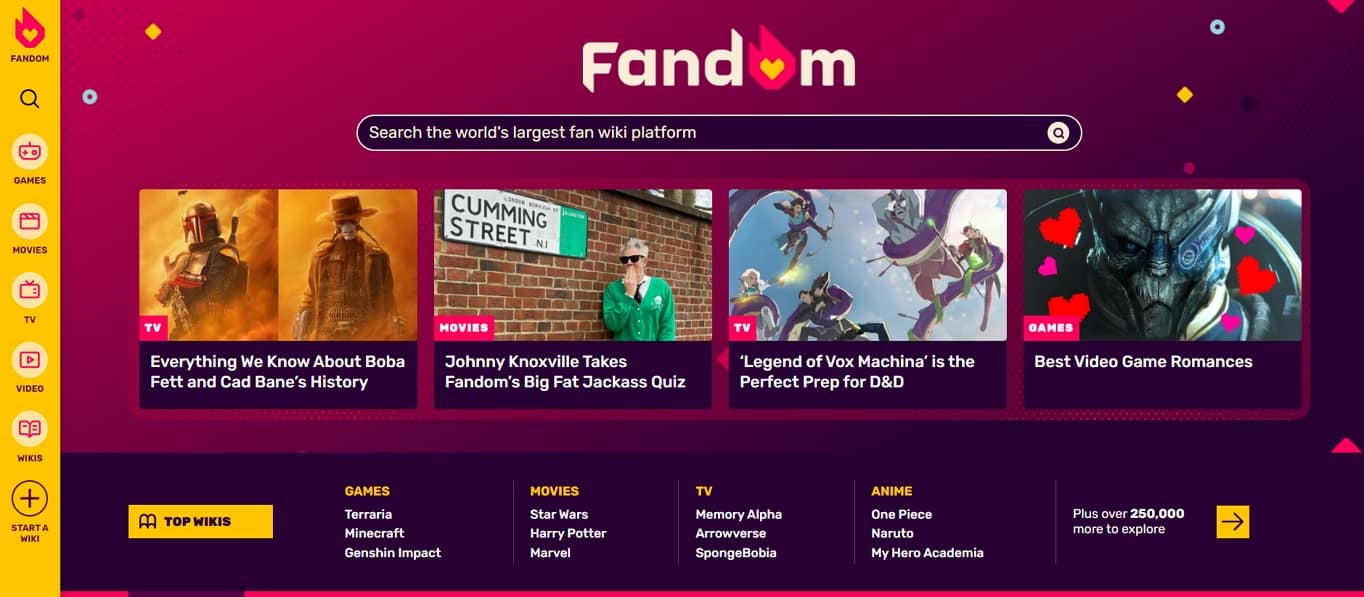 FANDOM
GAMES
MOVIES
TV
VIDEO
WIKIS
START A
WIKI
Fandom
Search the world's largest fan wiki platform
TV
Everything We Know About Boba
Fett and Cad Bane's History
LONDON BOROUGH OF ISLINGTON
CUMMING
STREET N.1
MOVIES
Johnny Knoxville Takes
Fandom's Big Fat Jackass Quiz
TV
‘Legend of Vox Machina’ is the
Perfect Prep for D&D
GAMES
Best Video Game Romances
TOP WIKIS
GAMES
Terraria
Minecraft
Genshin Impact
MOVIES
Star Wars
Harry Potter
Marvel
TV
Memory Alpha
Arrowverse
SpongeBobia
ANIME
One Piece
Naruto
My Hero Academia
Plus over 250,000
more to explore